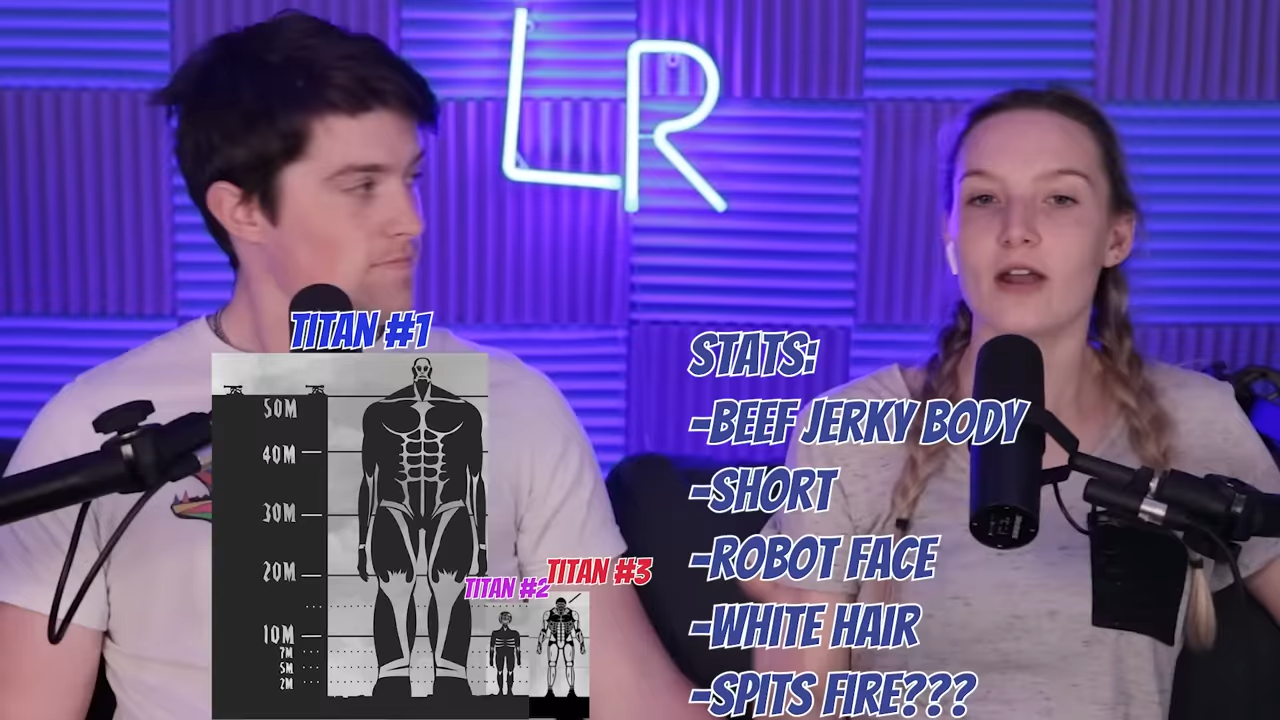 LR
TITAN #1
50M
40M
30M
20M
10M
7M
5M
2M
TITAN #2
TITAN #3
STATS:
-BEEF JERKY BODY
-SHORT
-ROBOT FACE
-WHITE HAIR
-SPITS FIRE???